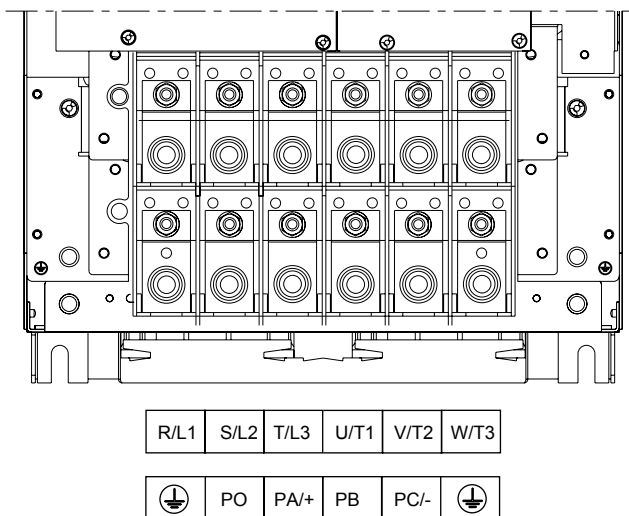 R/L1 S/L2 T/L3 U/T1 V/T2 W/T3
PO PA/+ PB PC/-